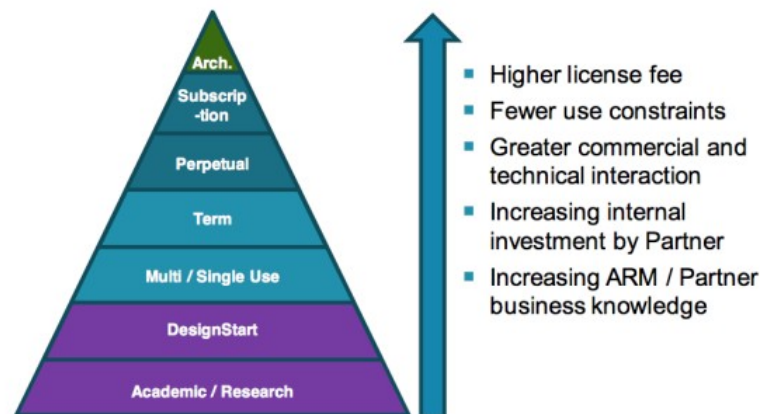 Arch.
Subscrip
-tion
Perpetual
Term
Multi / Single Use
DesignStart
Academic / Research
Higher license fee
Fewer use constraints
Greater commercial and
technical interaction
Increasing internal
investment by Partner
Increasing ARM / Partner
business knowledge